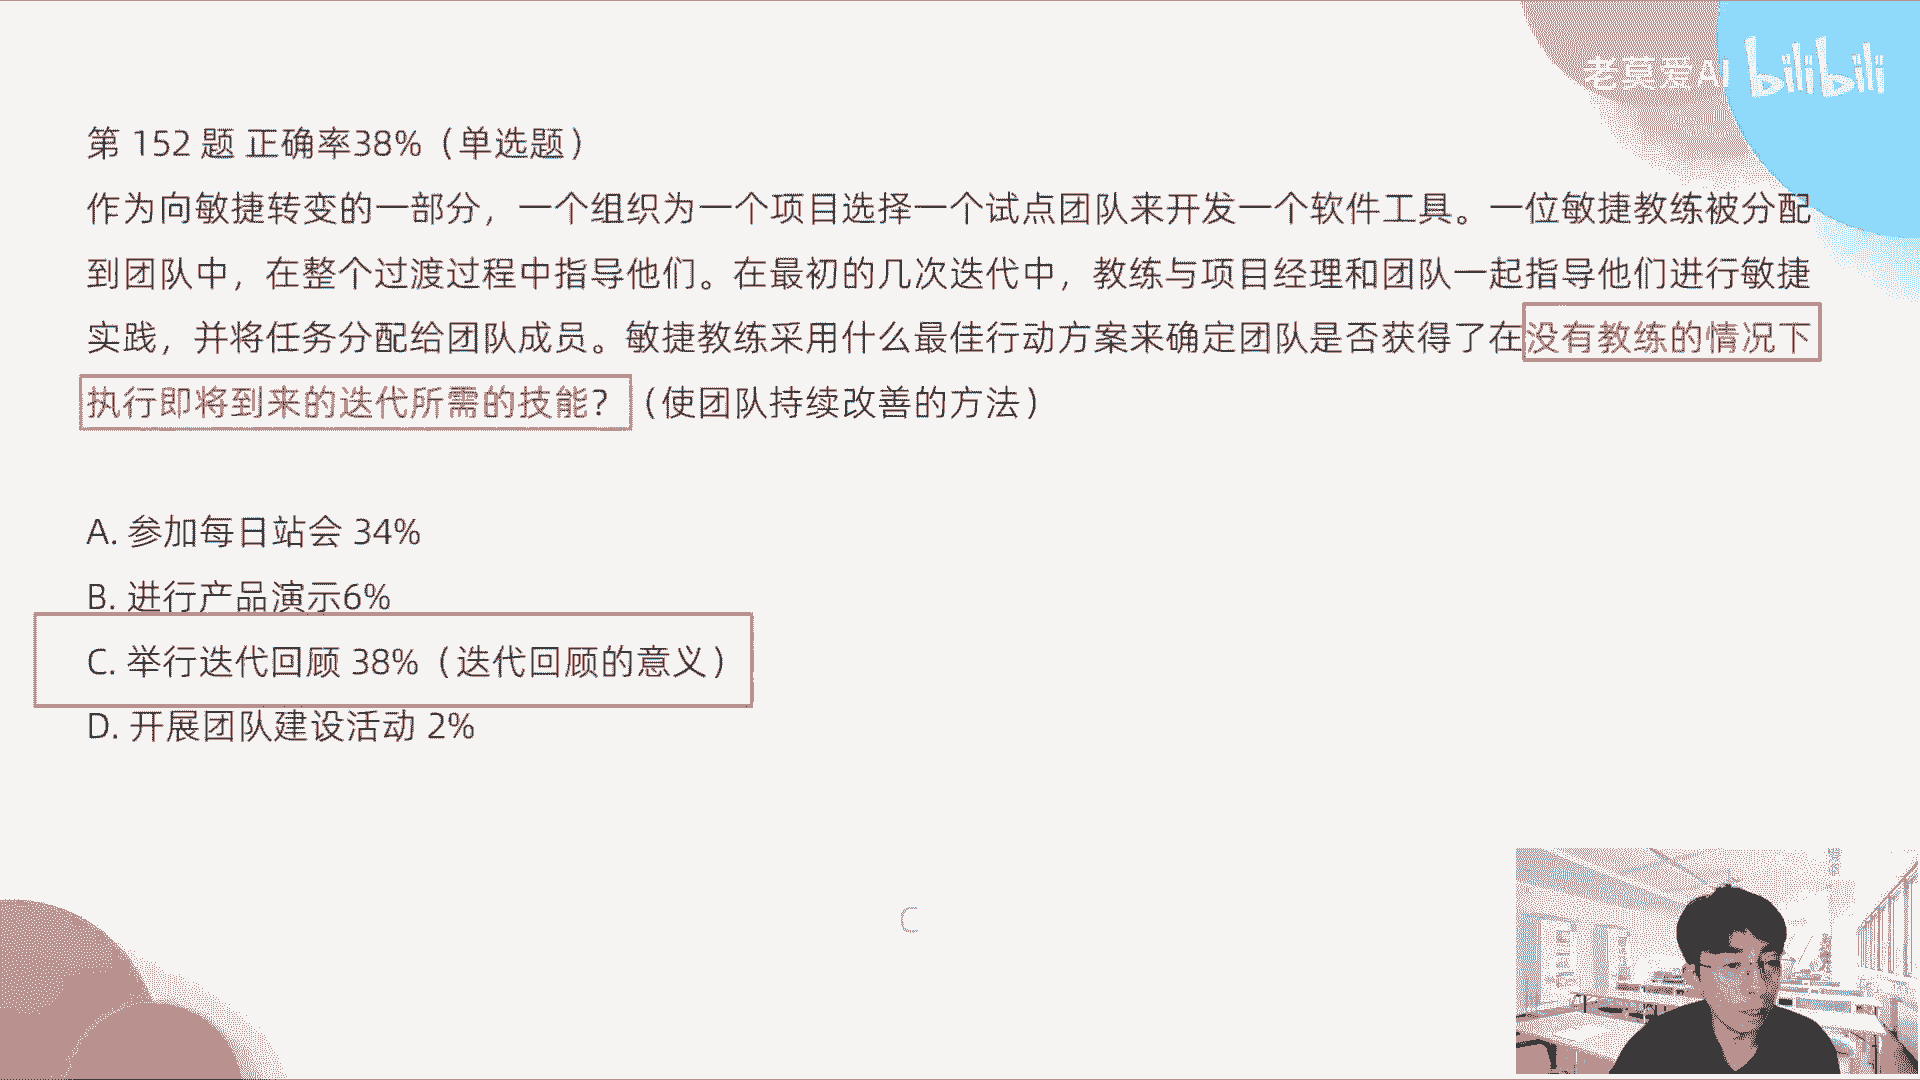 老莫爱AI bilibili
第 152 题 正确率38%（单选题）
作为向敏捷转变的一部分，一个组织为一个项目选择一个试点团队来开发一个软件工具。一位敏捷教练被分配
到团队中，在整个过渡过程中指导他们。在最初的几次迭代中，教练与项目经理和团队一起指导他们进行敏捷
实践，并将任务分配给团队成员。敏捷教练采用什么最佳行动方案来确定团队是否获得了在没有教练的情况下
执行即将到来的迭代所需的技能？（使团队持续改善的方法）
A. 参加每日站会 34%
B. 进行产品演示6%
C. 举行迭代回顾 38%（迭代回顾的意义）
D. 开展团队建设活动 2%
C